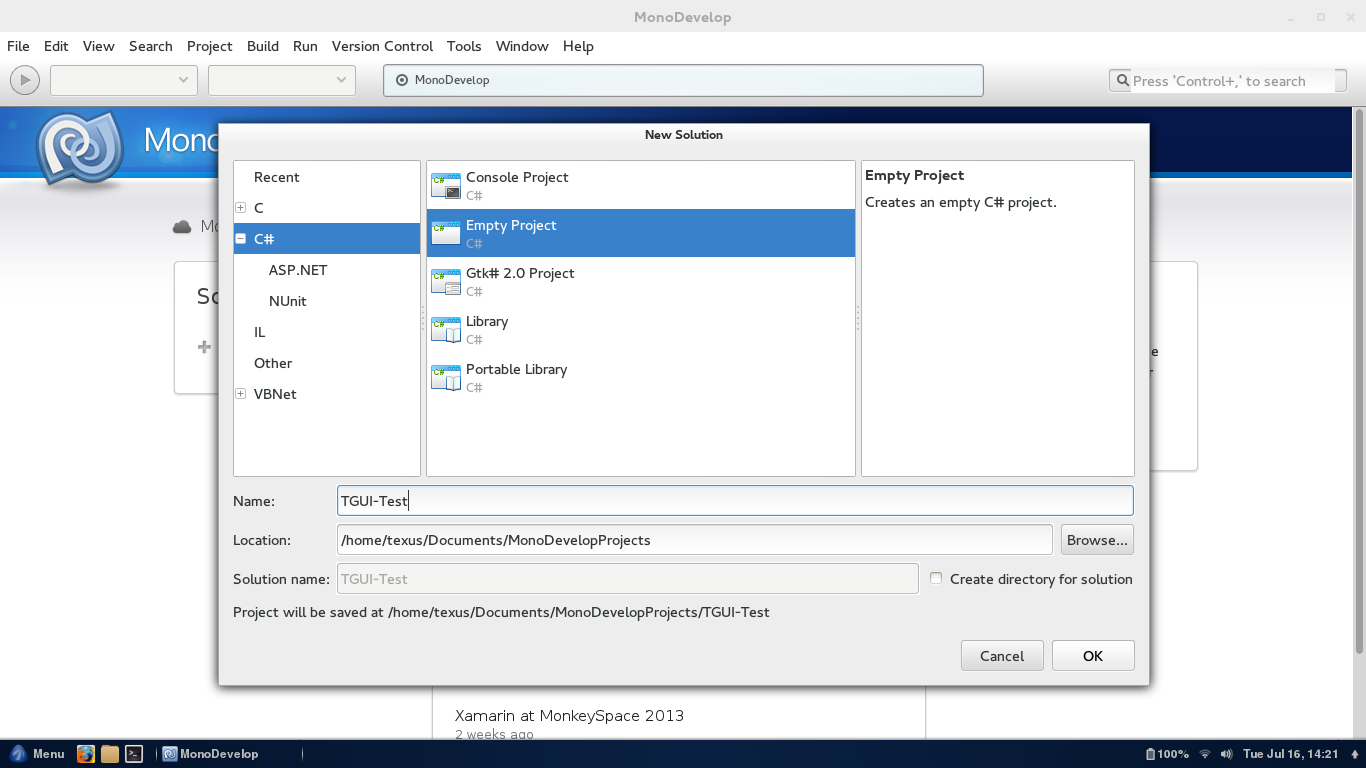 MonoDevelop
File Edit View Search Project Build Run Version Control Tools Window Help
MonoDevelop
Press 'Control+,' to search
New Solution
Recent
C
C#
ASP.NET
NUnit
IL
Other
VBNet
Console Project
C#
Empty Project
C#
Gtk# 2.0 Project
C#
Library
C#
Portable Library
C#
Empty Project
Creates an empty C# project.
Name: TGUI-Test
Location: /home/texus/Documents/MonoDevelopProjects Browse...
Solution name: TGUI-Test Create directory for solution
Project will be saved at /home/texus/Documents/MonoDevelopProjects/TGUI-Test
Cancel OK
Xamarin at MonkeySpace 2013
2 weeks ago
Menu MonoDevelop 100% Tue Jul 16, 14:21